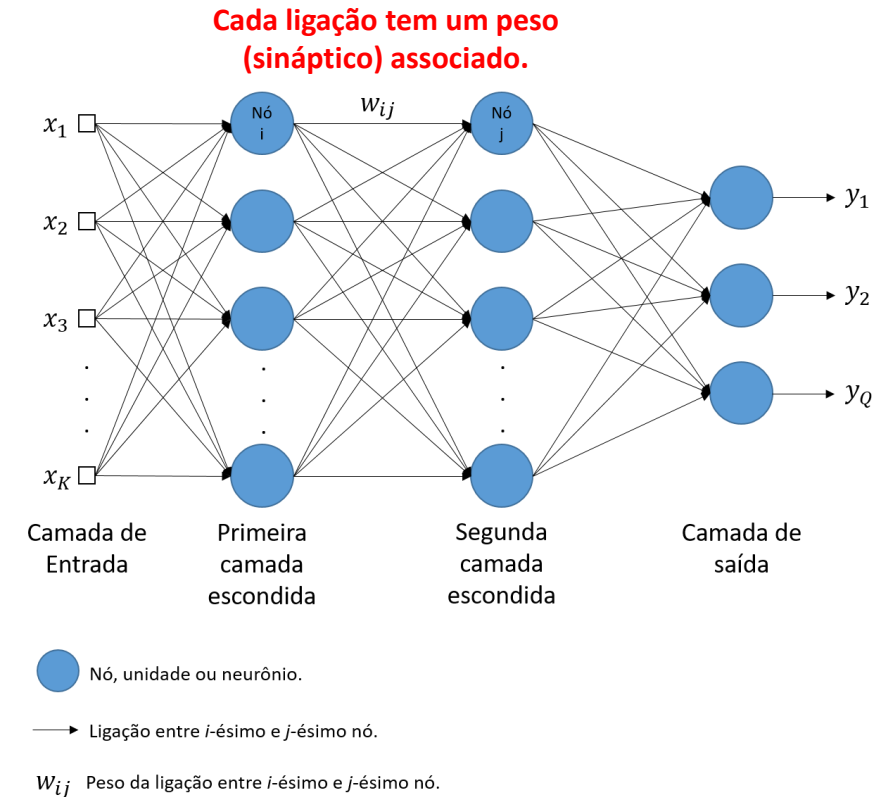 Cada ligação tem um peso
(sináptico) associado.
x₁
Nó
i
wᵢⱼ
Nó
j
x₂
y₁
x₃
y₂
.
.
.
.
.
.
.
.
.
y_Q
x_K
Camada de
Entrada
Primeira
camada
escondida
Segunda
camada
escondida
Camada de
saída
Nó, unidade ou neurônio.
Ligação entre i-ésimo e j-ésimo nó.
wᵢⱼ Peso da ligação entre i-ésimo e j-ésimo nó.